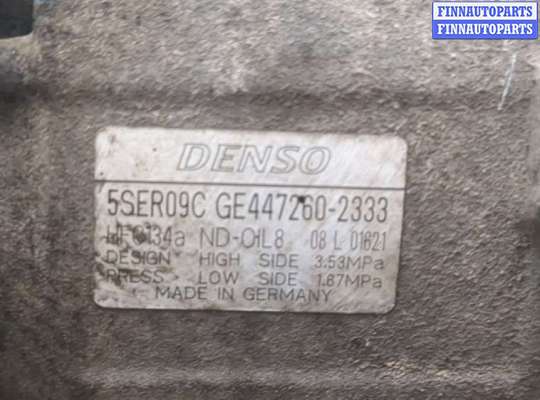 FINNAUTOPARTS
FINNAUTOPARTS
DENSO
5SER09C GE447260-2333
HFC134a ND-OIL8 08 L 01621
DESIGN HIGH SIDE 3.53MPa
PRESS LOW SIDE 1.87MPa
MADE IN GERMANY